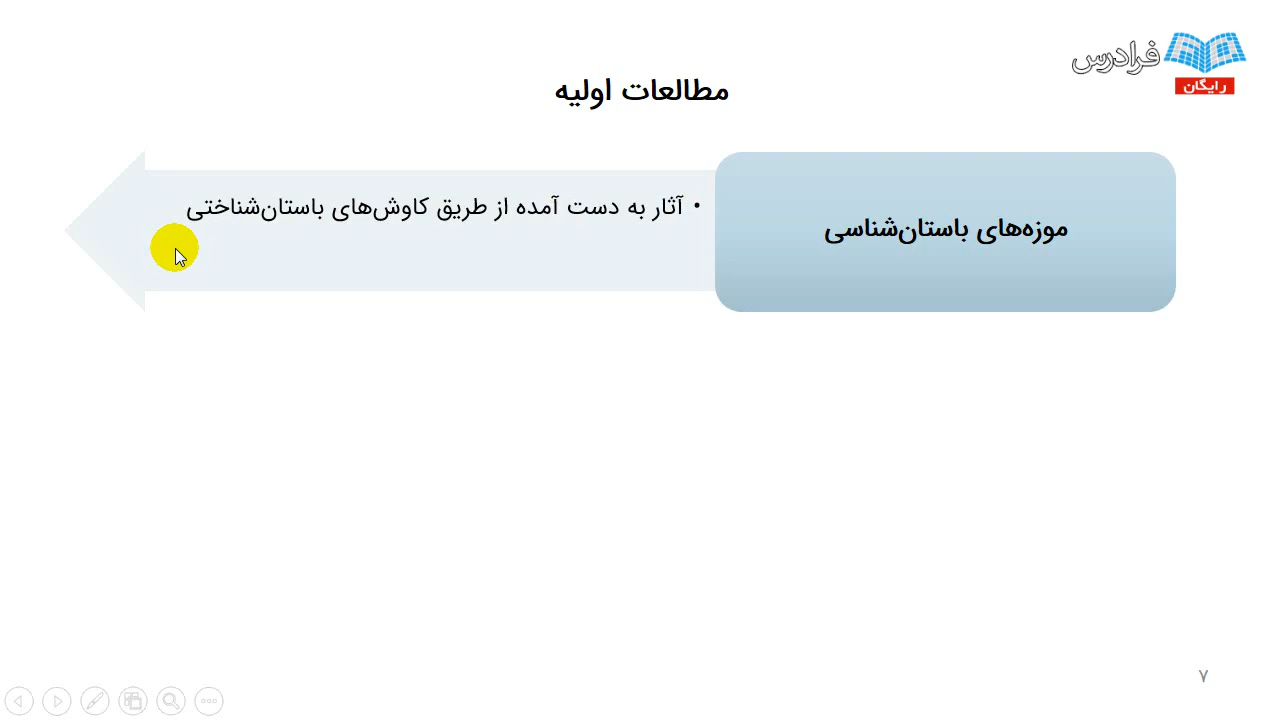 فرادرس
رایگان
مطالعات اولیه
موزه‌های باستان‌شناسی
• آثار به دست آمده از طریق کاوش‌های باستان‌شناختی
۷